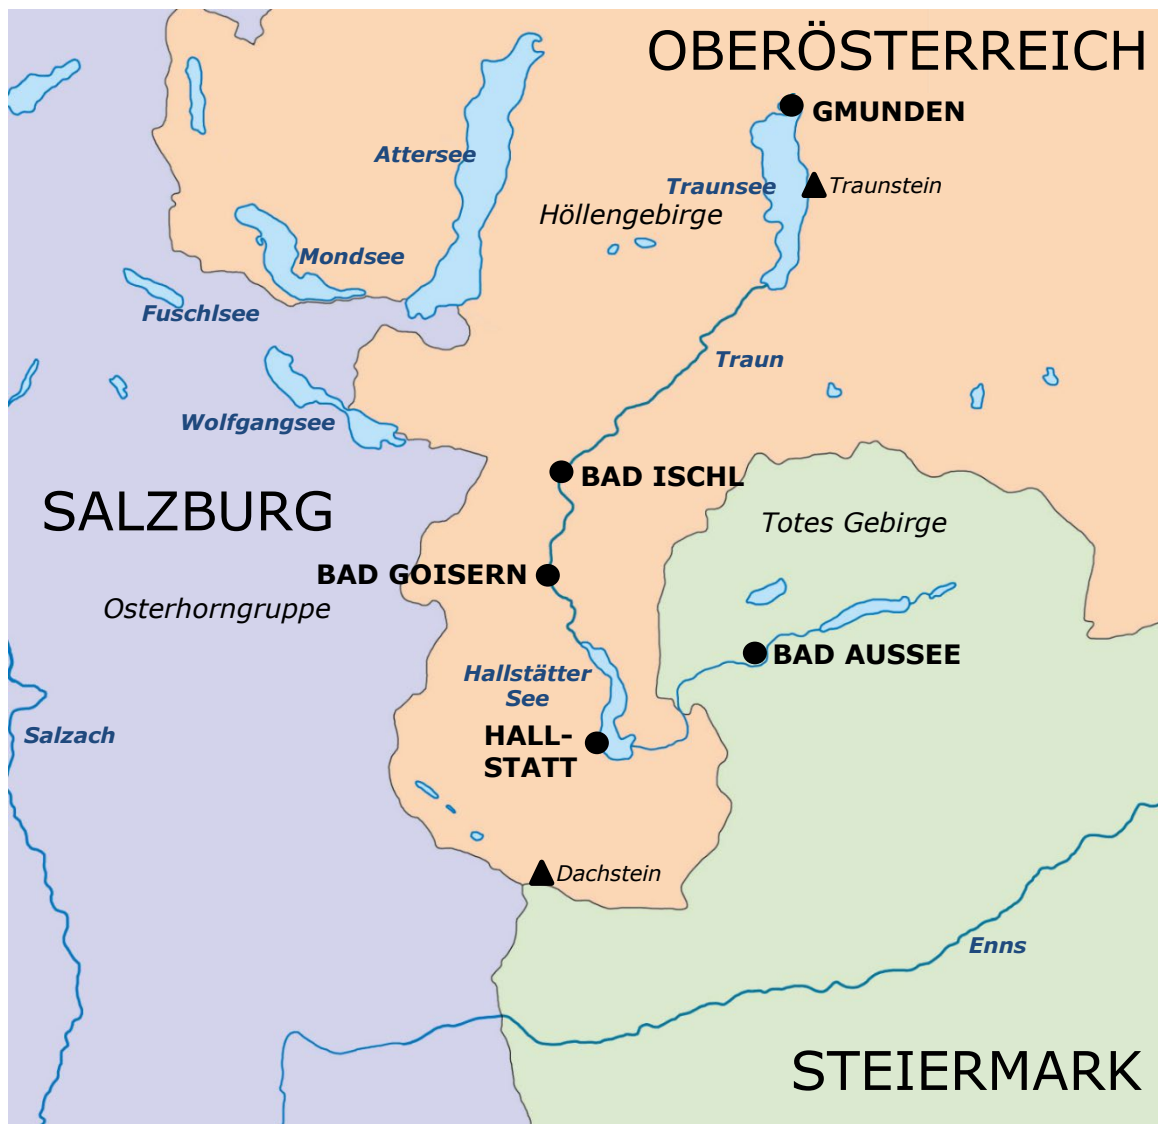 OBERÖSTERREICH
GMUNDEN
Attersee
Traunsee
Traunstein
Höllengebirge
Mondsee
Fuschlsee
Traun
Wolfgangsee
BAD ISCHL
SALZBURG
Totes Gebirge
BAD GOISERN
Osterhorngruppe
BAD AUSSEE
Hallstätter
See
Salzach
HALL-
STATT
Dachstein
Enns
STEIERMARK